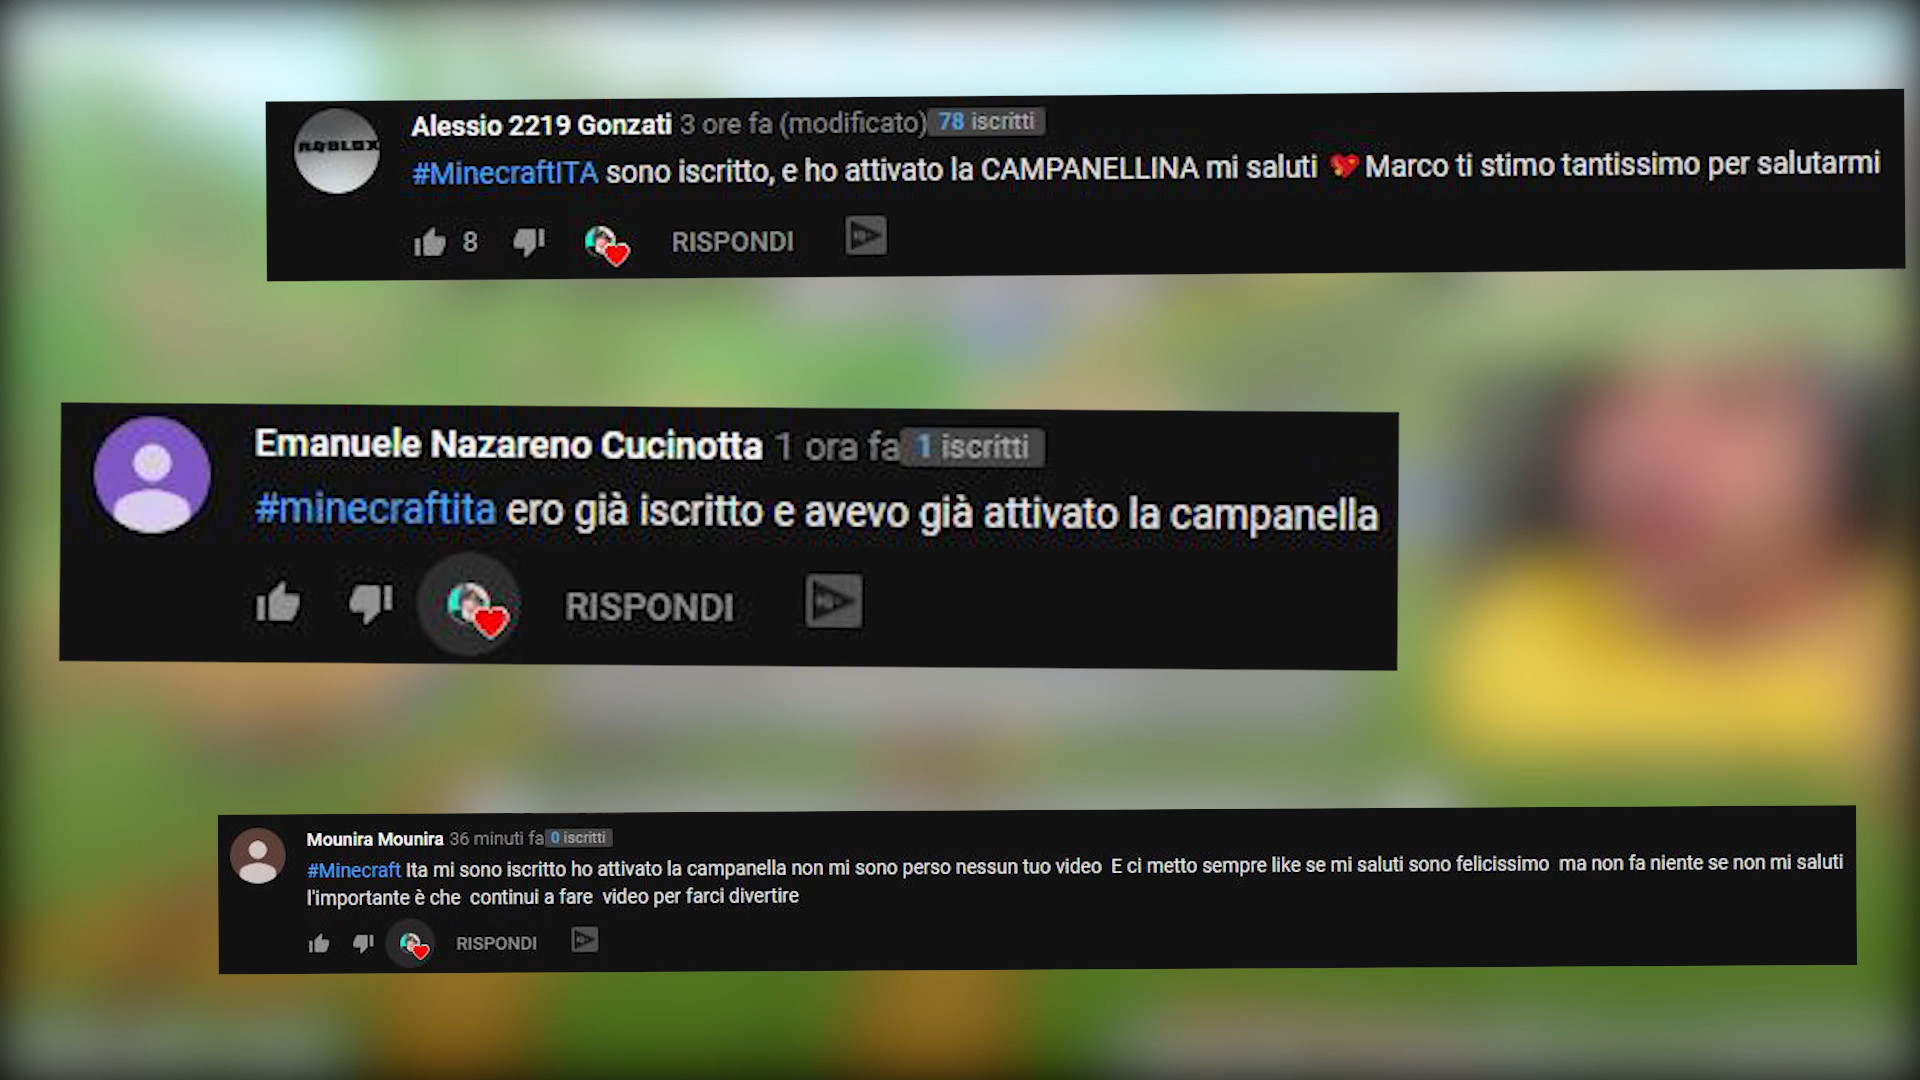 ROBLOX
Alessio 2219 Gonzati 3 ore fa (modificato) 78 iscritti
#MinecraftITA sono iscritto, e ho attivato la CAMPANELLINA mi saluti 💖 Marco ti stimo tantissimo per salutarmi
8 RISPONDI
Emanuele Nazareno Cucinotta 1 ora fa 1 iscritti
#minecraftita ero già iscritto e avevo già attivato la campanella
RISPONDI
Mounira Mounira 36 minuti fa 0 iscritti
#Minecraft Ita mi sono iscritto ho attivato la campanella non mi sono perso nessun tuo video E ci metto sempre like se mi saluti sono felicissimo ma non fa niente se non mi saluti
l'importante è che continui a fare video per farci divertire
RISPONDI